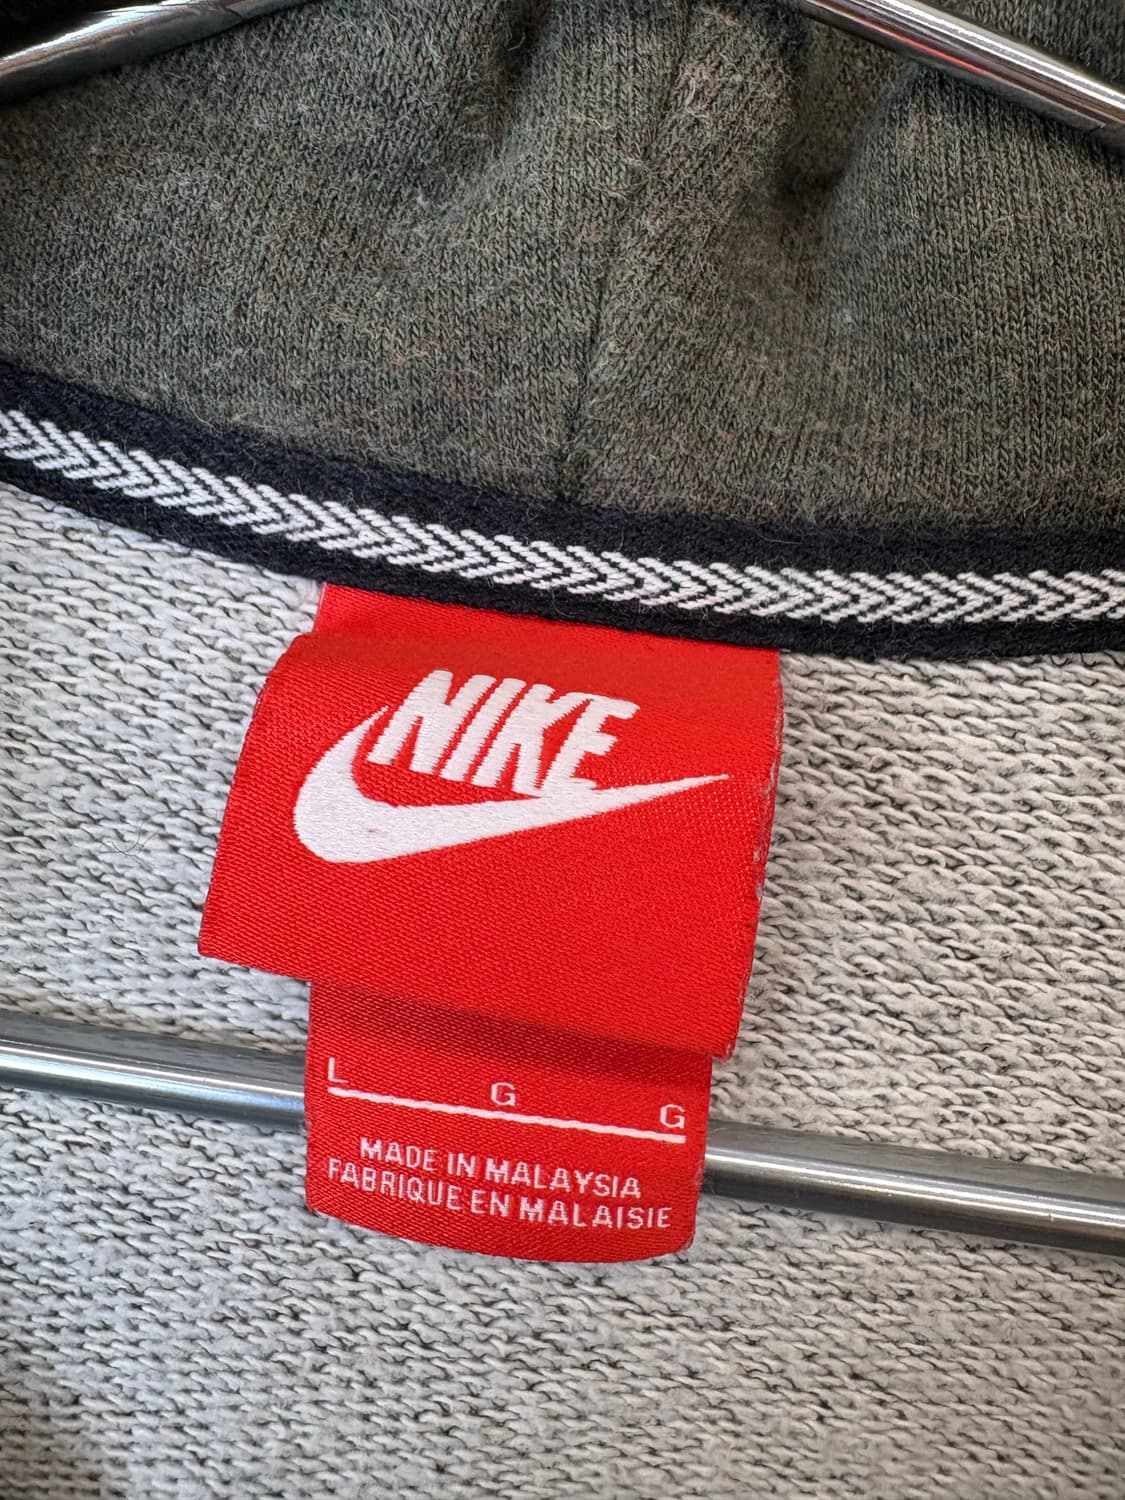 NIKE
L G G
MADE IN MALAYSIA
FABRIQUE EN MALAISIE